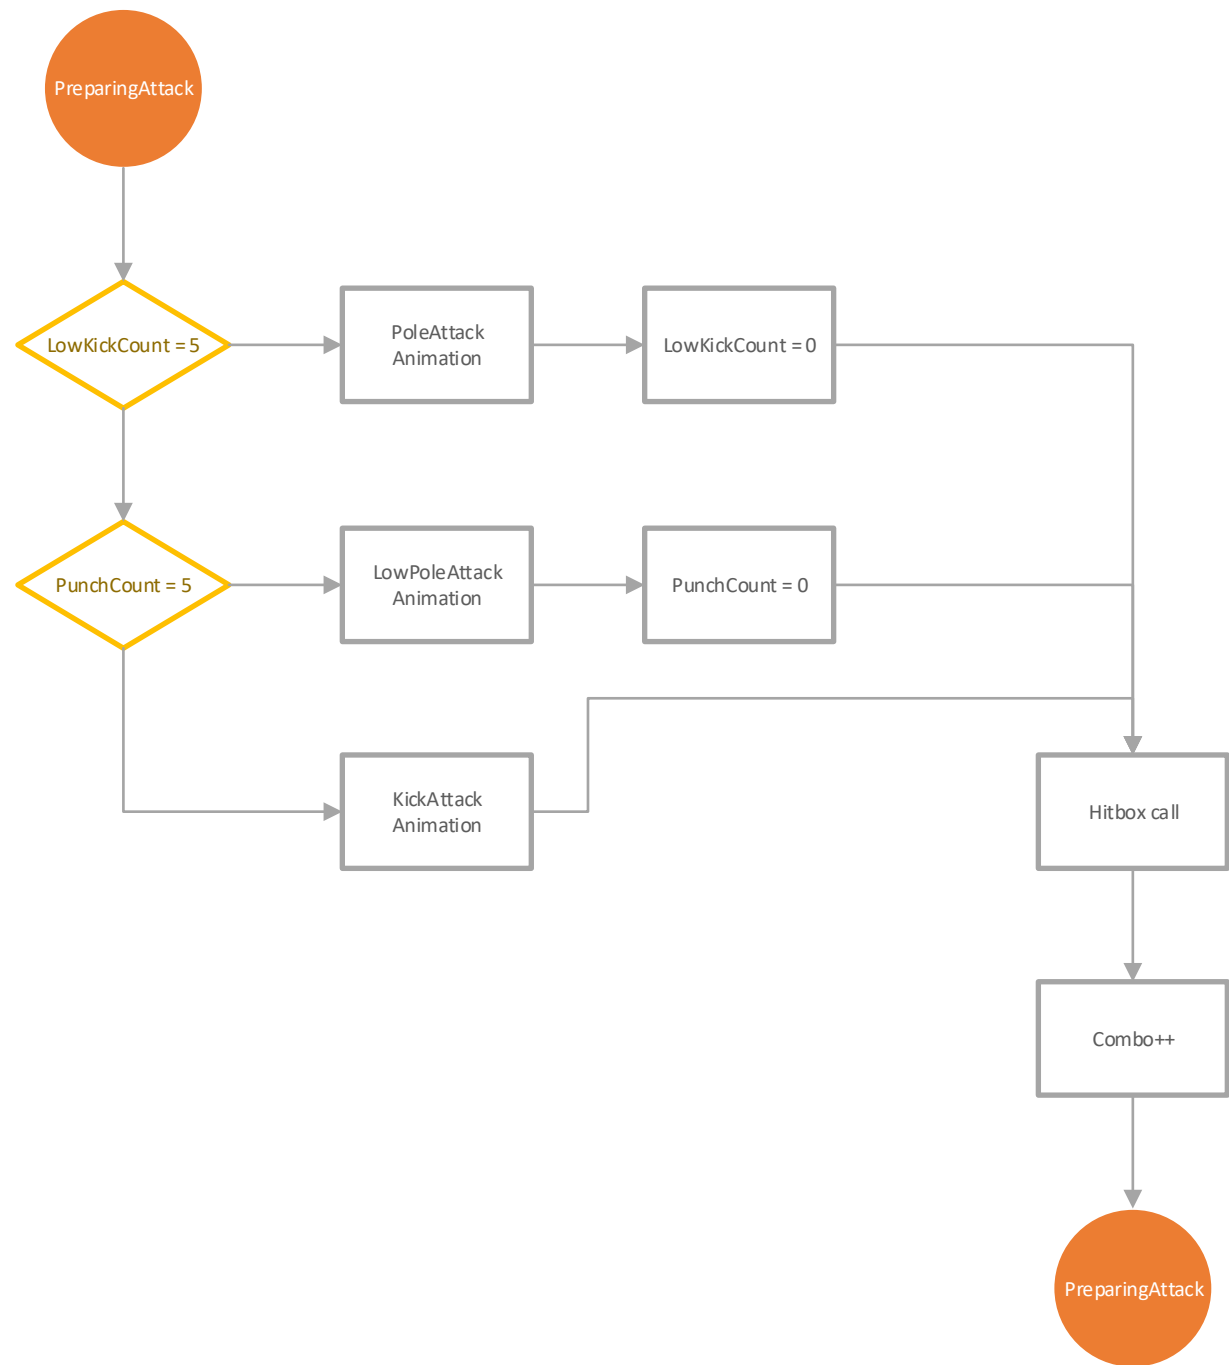 PreparingAttack
LowKickCount = 5
PoleAttack
Animation
LowKickCount = 0
PunchCount = 5
LowPoleAttack
Animation
PunchCount = 0
KickAttack
Animation
Hitbox call
Combo++
PreparingAttack